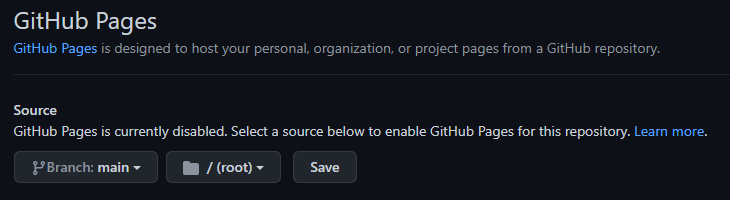 GitHub Pages
GitHub Pages is designed to host your personal, organization, or project pages from a GitHub repository.
Source
GitHub Pages is currently disabled. Select a source below to enable GitHub Pages for this repository. Learn more.
Branch: main / (root) Save